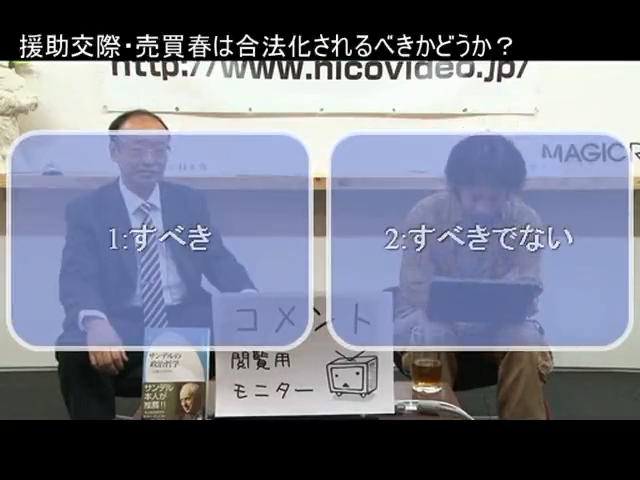 援助交際・売買春は合法化されるべきかどうか？
http://www.nicovideo.jp/
MAGIC R
1:すべき
2:すべきでない
コメント
閲覧用
モニター
サンデルの
政治哲学
サンデル
本人が
推薦!!